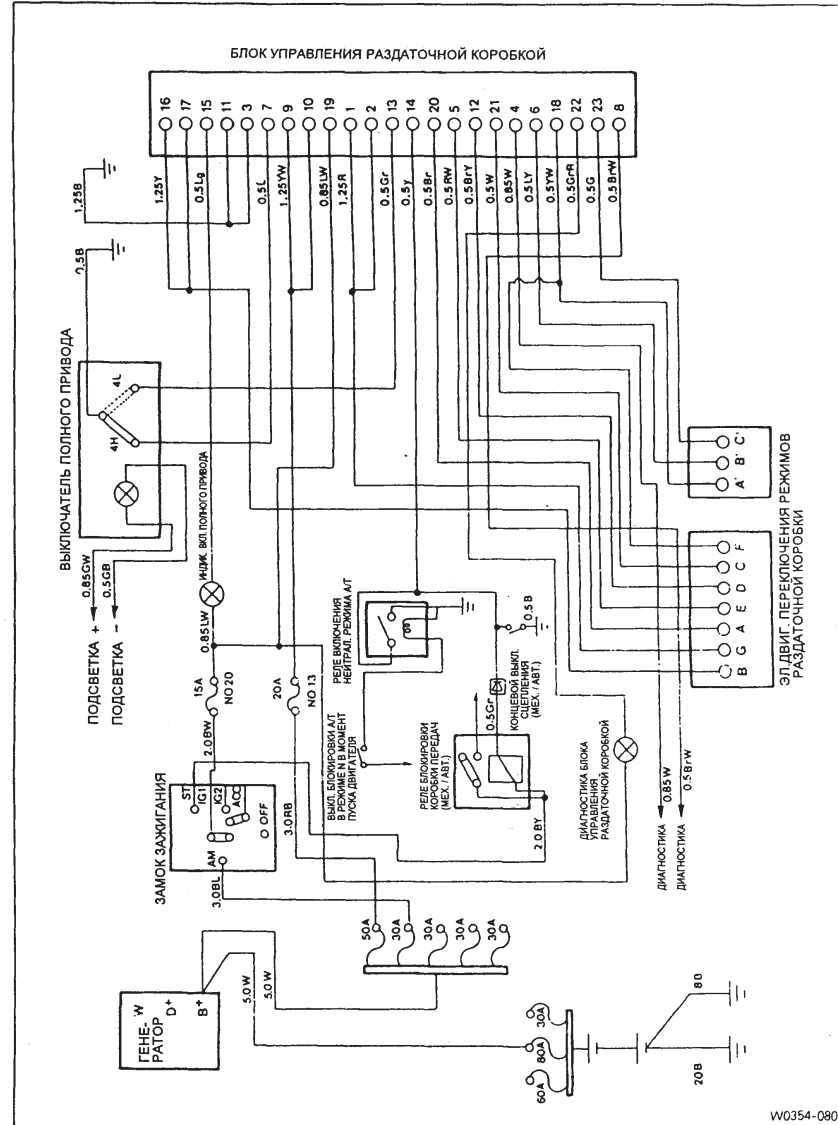 БЛОК УПРАВЛЕНИЯ РАЗДАТОЧНОЙ КОРОБКОЙ
16
17
15
11
3
7
9
10
19
1
2
13
14
20
5
12
21
4
6
18
22
23
8
1.25B
1.25Y
0.5Lg
0.5L
1.25YW
0.85LW
1.25R
0.5Gr
0.5y
0.5Br
0.5RW
0.5BrY
0.5W
0.85W
0.5LY
0.5YW
0.5GrR
0.5G
0.5BrW
0.5B
ВЫКЛЮЧАТЕЛЬ ПОЛНОГО ПРИВОДА
4L
4H
0.85GW
0.5GB
ПОДСВЕТКА +
ПОДСВЕТКА -
ИНДИК. ВКЛ. ПОЛНОГО ПРИВОДА
0.85LW
15A
NO20
20A
NO13
2.0BW
3.0RB
РЕЛЕ ВКЛЮЧЕНИЯ
НЕЙТРАЛ. РЕЖИМА А/Т
ВЫКЛ. БЛОКИРОВКИ А/Т
В РЕЖИМЕ N В МОМЕНТ
ПУСКА ДВИГАТЕЛЯ
РЕЛЕ БЛОКИРОВКИ
КОРОБКИ ПЕРЕДАЧ
(МЕХ. / АВТ.)
0.5Gr
0.5B
КОНЦЕВОЙ ВЫКЛ.
СЦЕПЛЕНИЯ
(МЕХ. / АВТ.)
2.0BY
ДИАГНОСТИКА БЛОКА
УПРАВЛЕНИЯ
РАЗДАТОЧНОЙ КОРОБКОЙ
A'
B'
C'
B
G
A
E
D
C
F
ЭЛ.ДВИГ. ПЕРЕКЛЮЧЕНИЯ РЕЖИМОВ
РАЗДАТОЧНОЙ КОРОБКИ
ДИАГНОСТИКА
0.85W
ДИАГНОСТИКА
0.5BrW
ЗАМОК ЗАЖИГАНИЯ
ST
IG1
IG2
ACC
OFF
AM
3.0BL
50A
30A
30A
30A
30A
ГЕНЕ-
РАТОР
W
D+
B+
5.0W
5.0W
60A
80A
30A
20B
8B
W0354-080